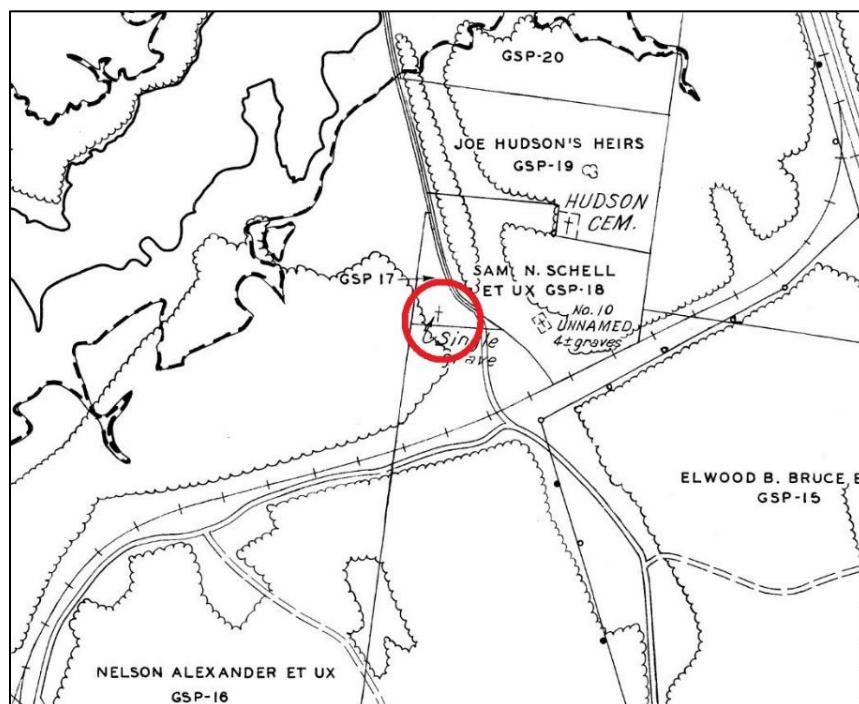 GSP-20
JOE HUDSON'S HEIRS
GSP-19
HUDSON
CEM.
GSP 17
SAM N. SCHELL
ET UX GSP-18
No. 10
UNNAMED
4± graves
Single
grave
ELWOOD B. BRUCE E
GSP-15
NELSON ALEXANDER ET UX
GSP-16